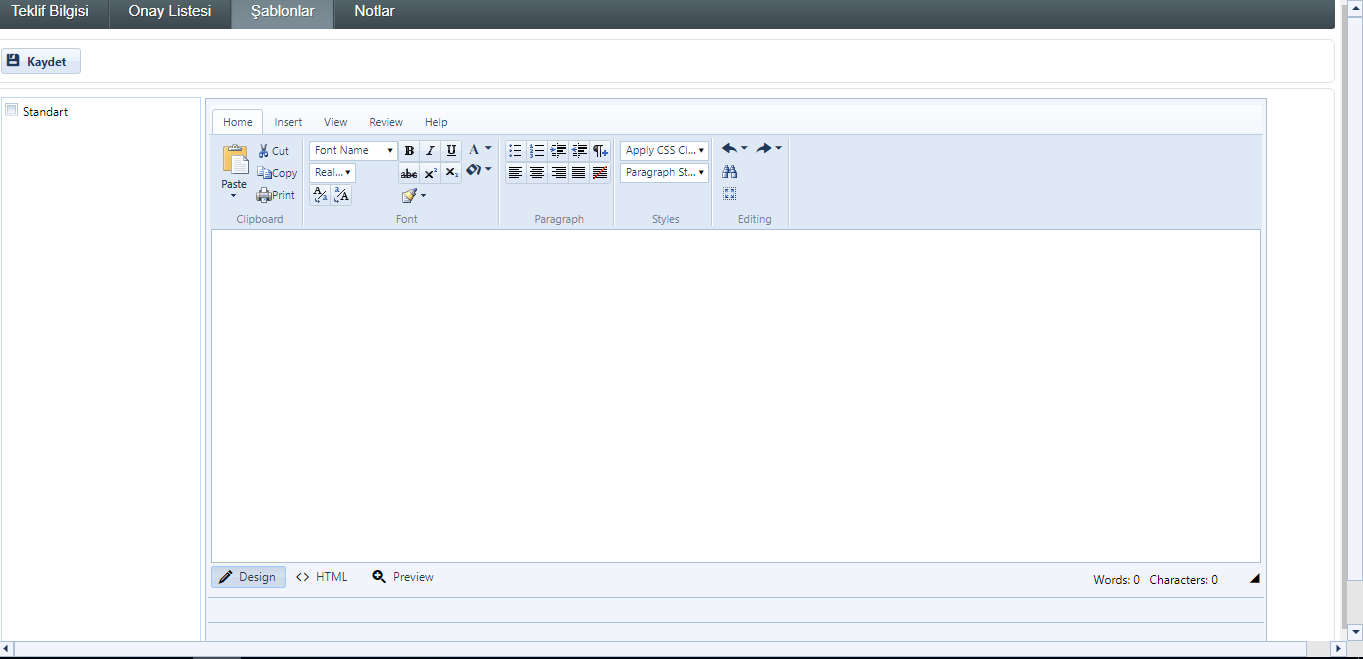 Teklif Bilgisi Onay Listesi Şablonlar Notlar
Kaydet
Standart
Home Insert View Review Help
Paste
Cut
Copy
Print
Clipboard
Font Name B I U A
Real... abc x² x₂
Font
Paragraph
Apply CSS Cl...
Paragraph St...
Styles
Editing
Design HTML Preview
Words: 0 Characters: 0